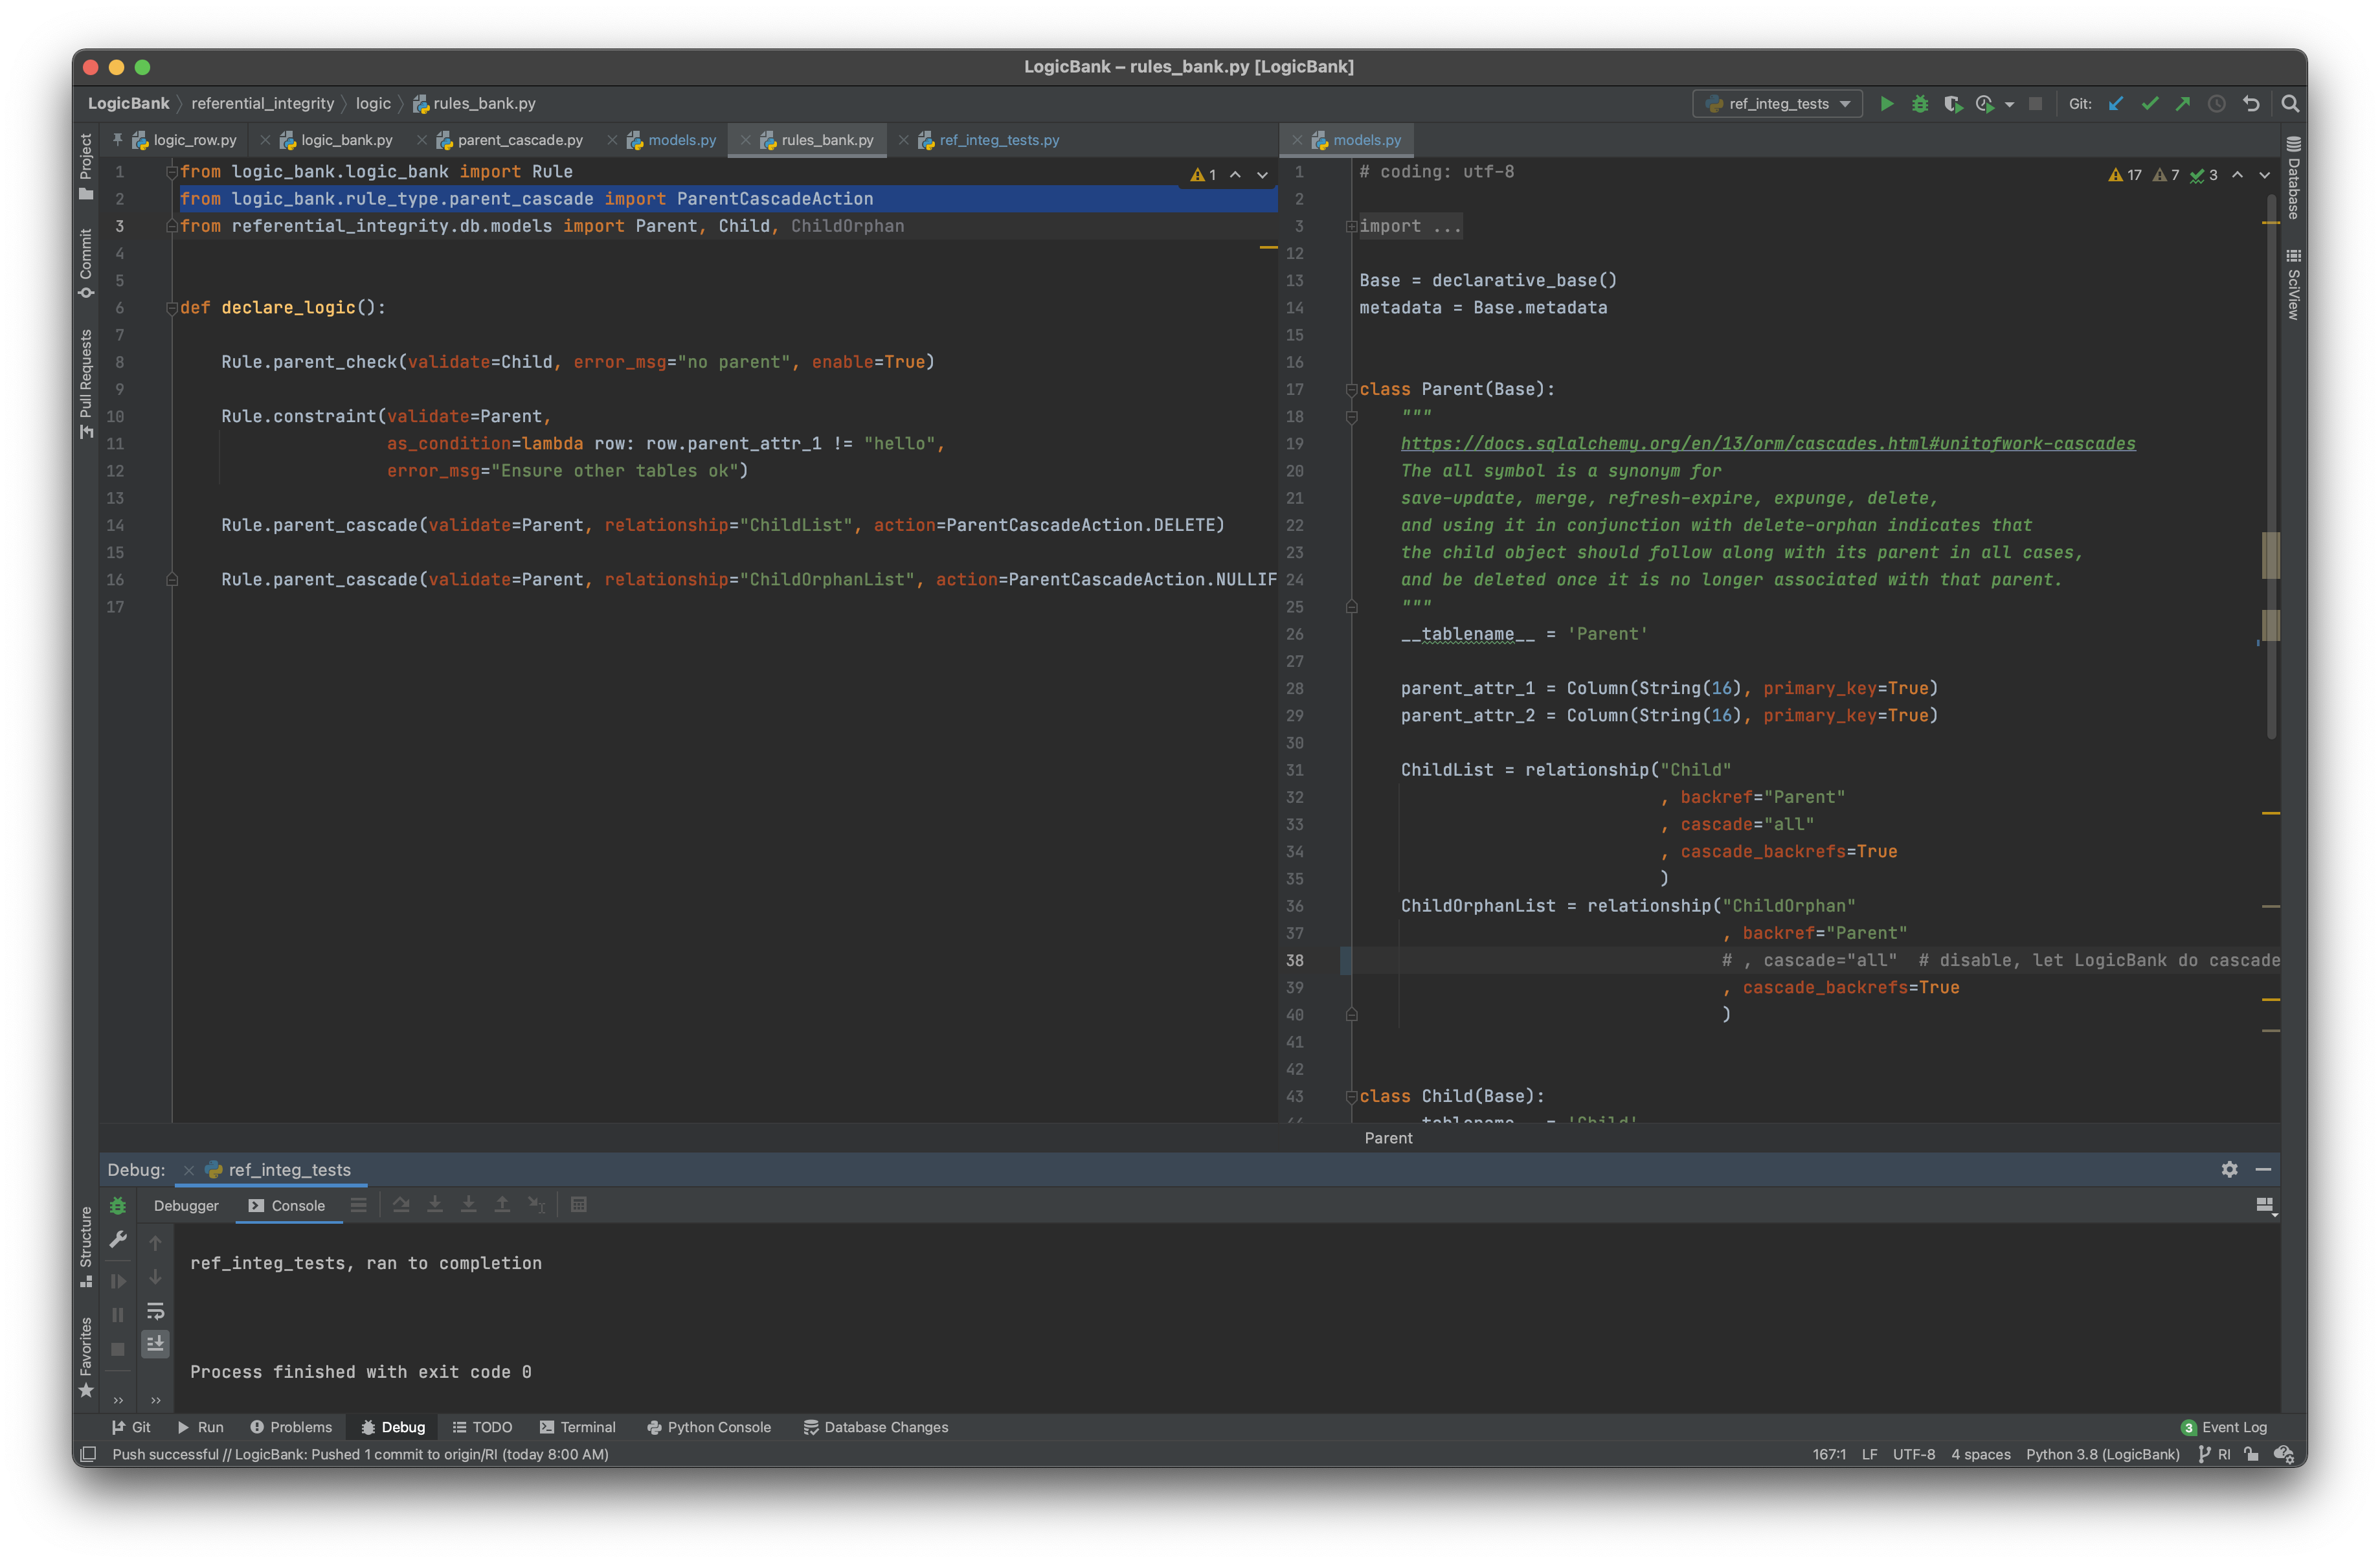 LogicBank – rules_bank.py [LogicBank]
LogicBank referential_integrity logic rules_bank.py
ref_integ_tests Git:
logic_row.py logic_bank.py parent_cascade.py models.py rules_bank.py ref_integ_tests.py
models.py
Project
Commit
Pull Requests
Structure
Favorites
1 from logic_bank.logic_bank import Rule
2 from logic_bank.rule_type.parent_cascade import ParentCascadeAction
3 from referential_integrity.db.models import Parent, Child, ChildOrphan
4
5
6 def declare_logic():
7
8 Rule.parent_check(validate=Child, error_msg="no parent", enable=True)
9
10 Rule.constraint(validate=Parent,
11 as_condition=lambda row: row.parent_attr_1 != "hello",
12 error_msg="Ensure other tables ok")
13
14 Rule.parent_cascade(validate=Parent, relationship="ChildList", action=ParentCascadeAction.DELETE)
15
16 Rule.parent_cascade(validate=Parent, relationship="ChildOrphanList", action=ParentCascadeAction.NULLIF
17
1
1 # coding: utf-8
2
3 import ...
12
13 Base = declarative_base()
14 metadata = Base.metadata
15
16
17 class Parent(Base):
18 """
19 https://docs.sqlalchemy.org/en/13/orm/cascades.html#unitofwork-cascades
20 The all symbol is a synonym for
21 save-update, merge, refresh-expire, expunge, delete,
22 and using it in conjunction with delete-orphan indicates that
23 the child object should follow along with its parent in all cases,
24 and be deleted once it is no longer associated with that parent.
25 """
26 __tablename__ = 'Parent'
27
28 parent_attr_1 = Column(String(16), primary_key=True)
29 parent_attr_2 = Column(String(16), primary_key=True)
30
31 ChildList = relationship("Child"
32 , backref="Parent"
33 , cascade="all"
34 , cascade_backrefs=True
35 )
36 ChildOrphanList = relationship("ChildOrphan"
37 , backref="Parent"
38 # , cascade="all" # disable, let LogicBank do cascade
39 , cascade_backrefs=True
40 )
41
42
43 class Child(Base):
17 7 3
Database
SciView
Parent
Debug: ref_integ_tests
Debugger Console
ref_integ_tests, ran to completion
Process finished with exit code 0
Git Run Problems Debug TODO Terminal Python Console Database Changes 3 Event Log
Push successful // LogicBank: Pushed 1 commit to origin/RI (today 8:00 AM) 167:1 LF UTF-8 4 spaces Python 3.8 (LogicBank) RI